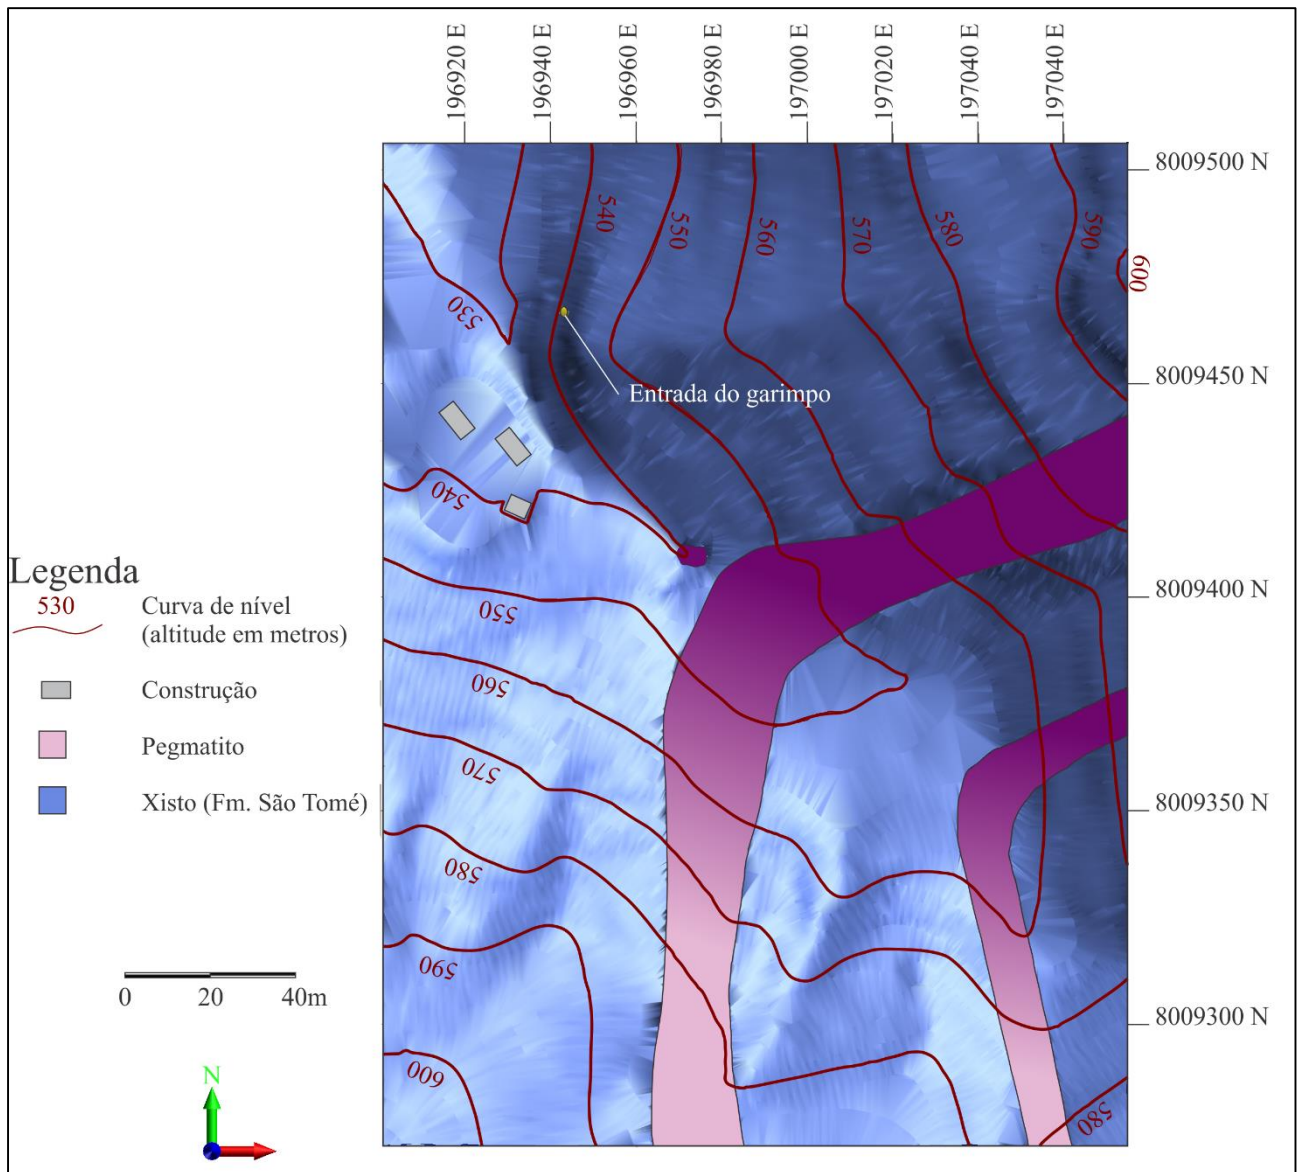 196920 E
196940 E
196960 E
196980 E
197000 E
197020 E
197040 E
197040 E
8009500 N
540
550
560
570
580
590
600
530
Entrada do garimpo
8009450 N
540
Legenda
530
Curva de nível
(altitude em metros)
550
8009400 N
Construção
560
Pegmatito
570
Xisto (Fm. São Tomé)
8009350 N
580
590
0 20 40m
8009300 N
600
580
N